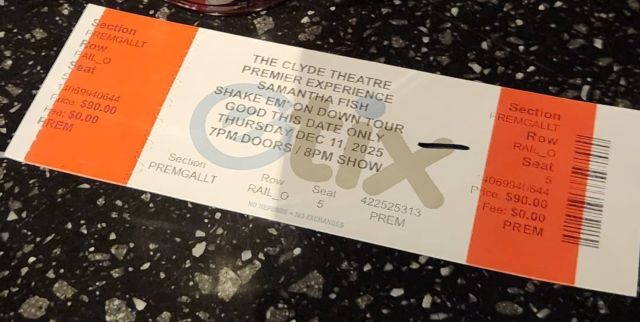 Section
PREMGALLT
Row
RAIL_O
Seat
5
14069940644
Price: $90.00
Fee: $0.00
PREM
THE CLYDE THEATRE
PREMIER EXPERIENCE
SAMANTHA FISH
SHAKE EM' ON DOWN TOUR
GOOD THIS DATE ONLY
THURSDAY DEC 11, 2025
7PM DOORS / 8PM SHOW
etix
Section Row Seat 422525313
PREMGALLT RAIL_O 5 PREM
NO REFUNDS • NO EXCHANGES
Section
PREMGALLT
Row
RAIL_O
Seat
5
14069940644
Price: $90.00
Fee: $0.00
PREM